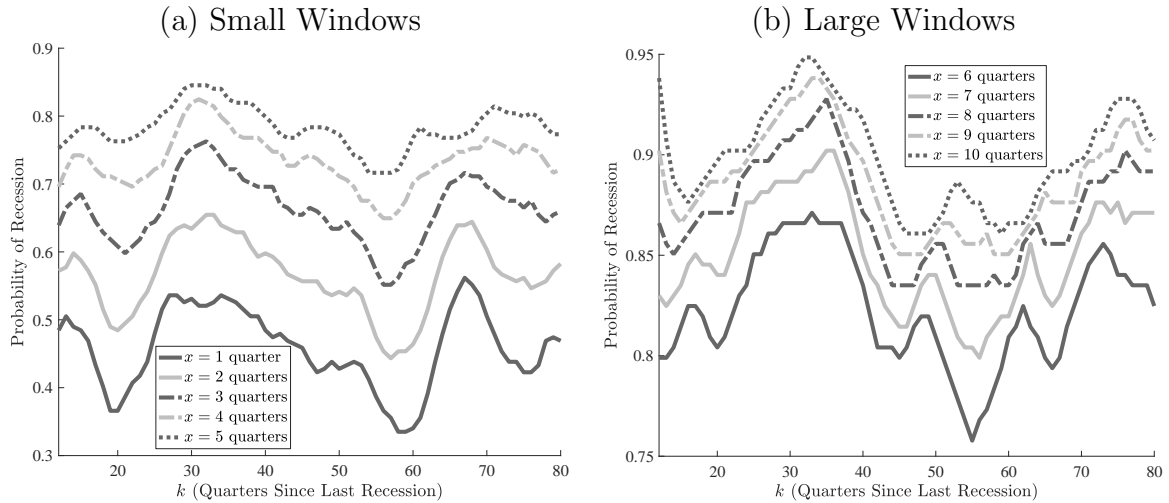 (a) Small Windows
0.9
0.8
0.7
0.6
0.5
0.4
0.3
Probability of Recession
x = 1 quarter
x = 2 quarters
x = 3 quarters
x = 4 quarters
x = 5 quarters
20 30 40 50 60 70 80
k (Quarters Since Last Recession)
(b) Large Windows
0.95
0.9
0.85
0.8
0.75
Probability of Recession
x = 6 quarters
x = 7 quarters
x = 8 quarters
x = 9 quarters
x = 10 quarters
20 30 40 50 60 70 80
k (Quarters Since Last Recession)